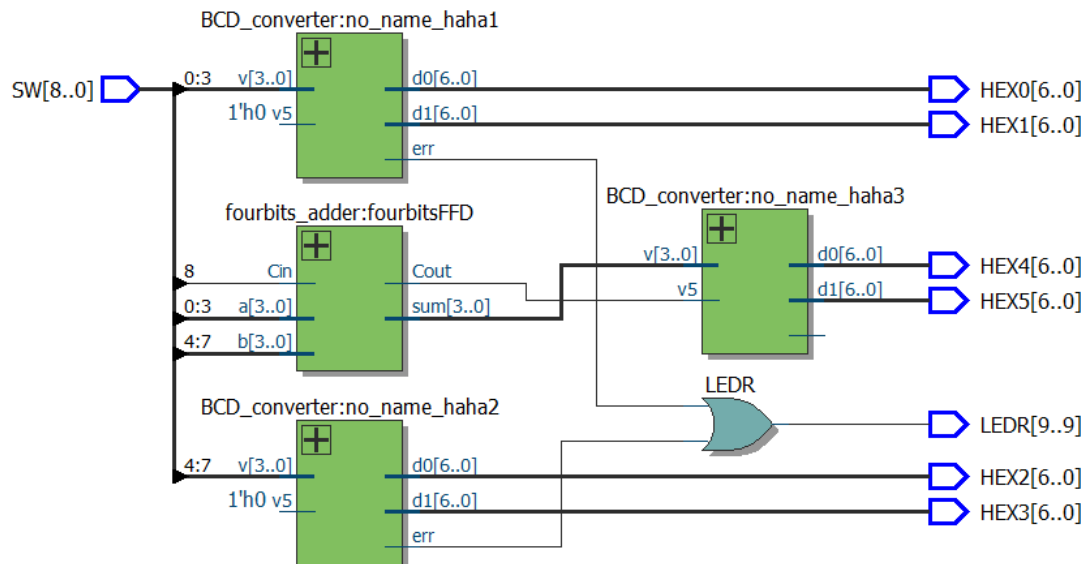 BCD_converter:no_name_haha1
SW[8..0]
0:3 v[3..0] d0[6..0] HEX0[6..0]
1'h0 v5 d1[6..0] HEX1[6..0]
err
fourbits_adder:fourbitsFFD
BCD_converter:no_name_haha3
8 Cin Cout v[3..0] d0[6..0] HEX4[6..0]
0:3 a[3..0] sum[3..0] v5 d1[6..0] HEX5[6..0]
4:7 b[3..0]
LEDR
BCD_converter:no_name_haha2
LEDR[9..9]
4:7 v[3..0] d0[6..0] HEX2[6..0]
1'h0 v5 d1[6..0] HEX3[6..0]
err